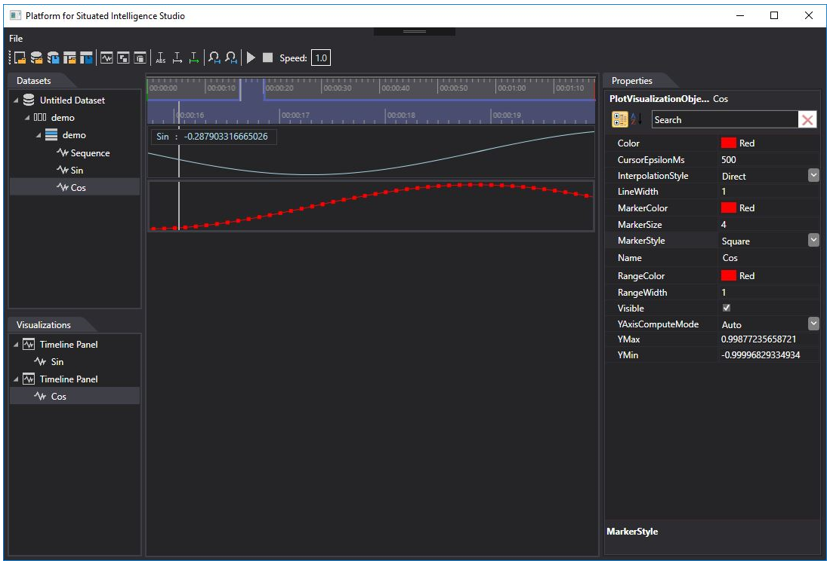 Platform for Situated Intelligence Studio
File
ABS
T
T
Speed: 1.0
Datasets
Untitled Dataset
demo
demo
Sequence
Sin
Cos
Visualizations
Timeline Panel
Sin
Timeline Panel
Cos
00:00:00 00:00:10 00:00:20 00:00:30 00:00:40 00:00:50 00:01:00 00:01:10
00:00:16 00:00:17 00:00:18 00:00:19
Sin : -0.287903316665026
Properties
PlotVisualizationObje... Cos
Search
Color Red
CursorEpsilonMs 500
InterpolationStyle Direct
LineWidth 1
MarkerColor Red
MarkerSize 4
MarkerStyle Square
Name Cos
RangeColor Red
RangeWidth 1
Visible
YAxisComputeMode Auto
YMax 0.99877235658721
YMin -0.99996829334934
MarkerStyle